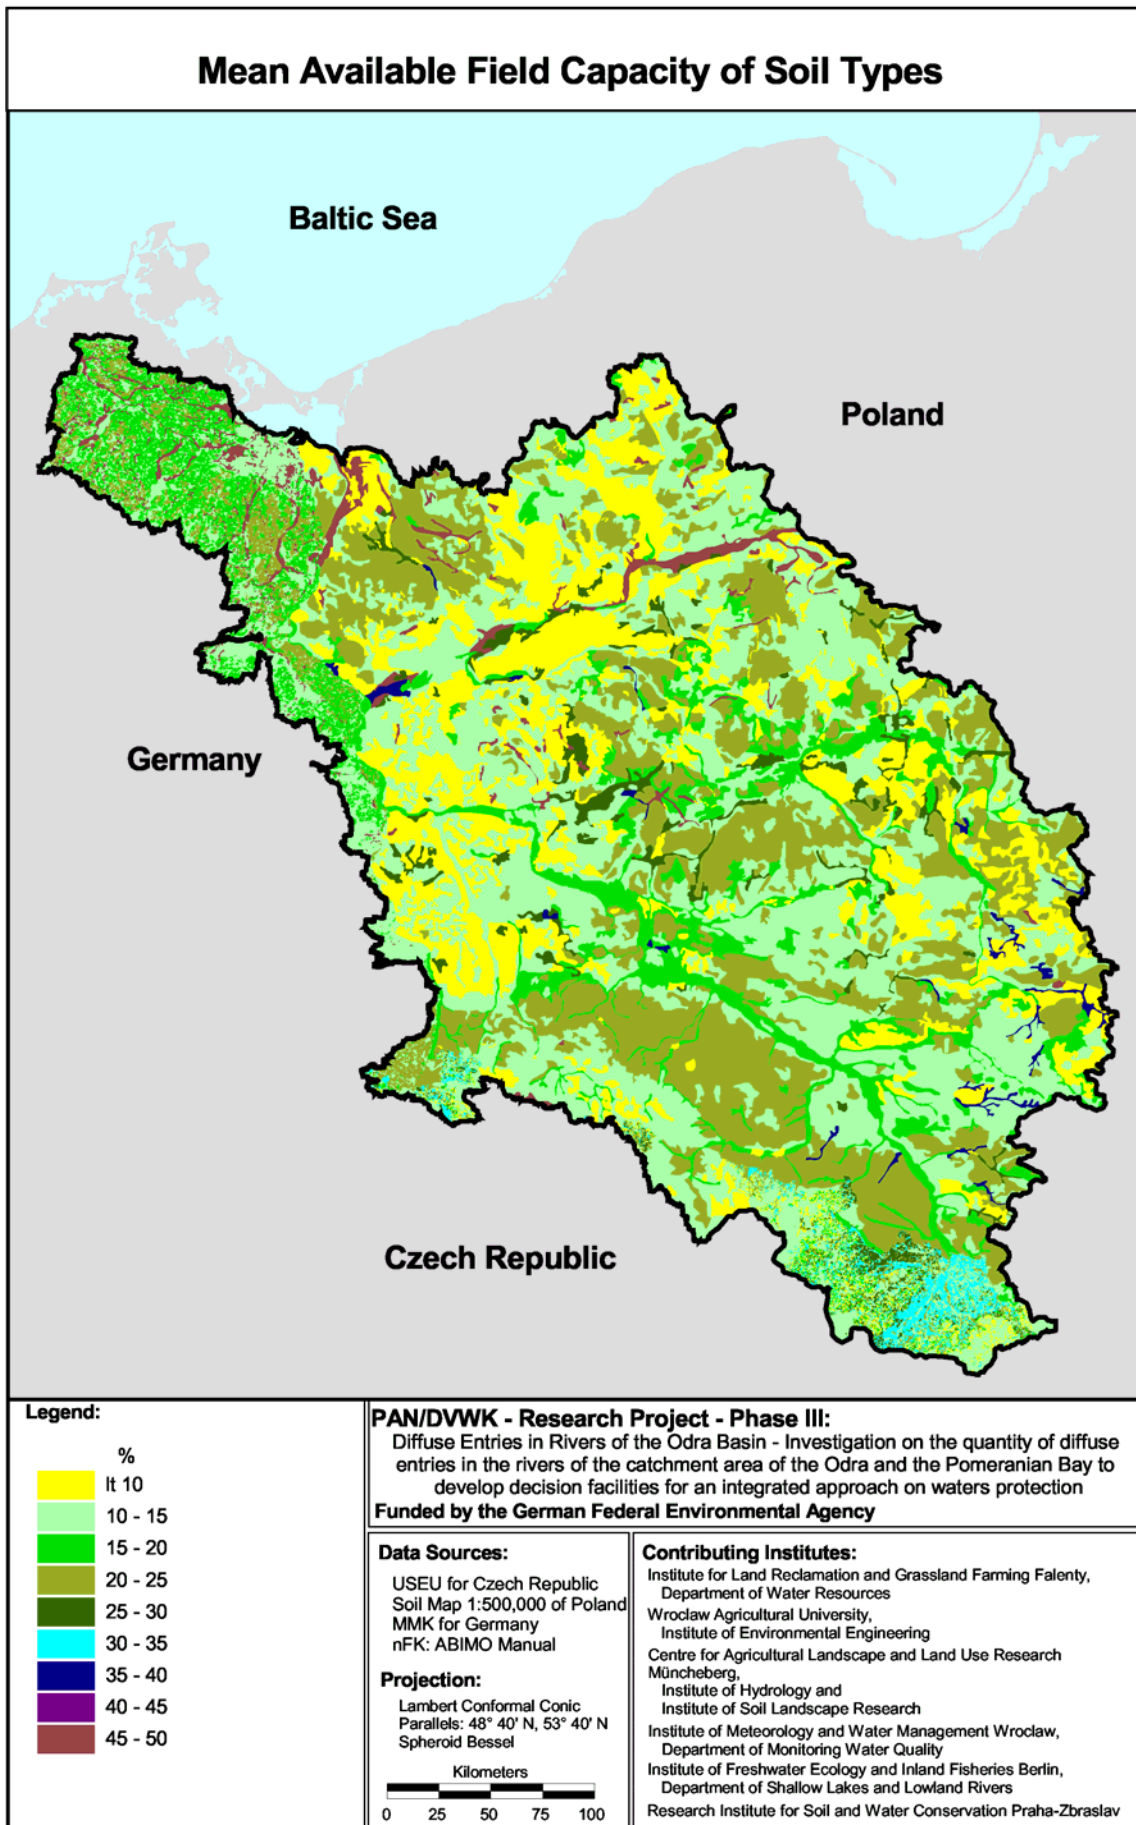 Mean Available Field Capacity of Soil Types
Baltic Sea
Poland
Germany
Czech Republic
Legend:
%
lt 10
10 - 15
15 - 20
20 - 25
25 - 30
30 - 35
35 - 40
40 - 45
45 - 50
PAN/DVWK - Research Project - Phase III:
Diffuse Entries in Rivers of the Odra Basin - Investigation on the quantity of diffuse
entries in the rivers of the catchment area of the Odra and the Pomeranian Bay to
develop decision facilities for an integrated approach on waters protection
Funded by the German Federal Environmental Agency
Data Sources:
USEU for Czech Republic
Soil Map 1:500,000 of Poland
MMK for Germany
nFK: ABIMO Manual
Projection:
Lambert Conformal Conic
Parallels: 48° 40' N, 53° 40' N
Spheroid Bessel
Kilometers
0 25 50 75 100
Contributing Institutes:
Institute for Land Reclamation and Grassland Farming Falenty,
Department of Water Resources
Wroclaw Agricultural University,
Institute of Environmental Engineering
Centre for Agricultural Landscape and Land Use Research
Müncheberg,
Institute of Hydrology and
Institute of Soil Landscape Research
Institute of Meteorology and Water Management Wroclaw,
Department of Monitoring Water Quality
Institute of Freshwater Ecology and Inland Fisheries Berlin,
Department of Shallow Lakes and Lowland Rivers
Research Institute for Soil and Water Conservation Praha-Zbraslav